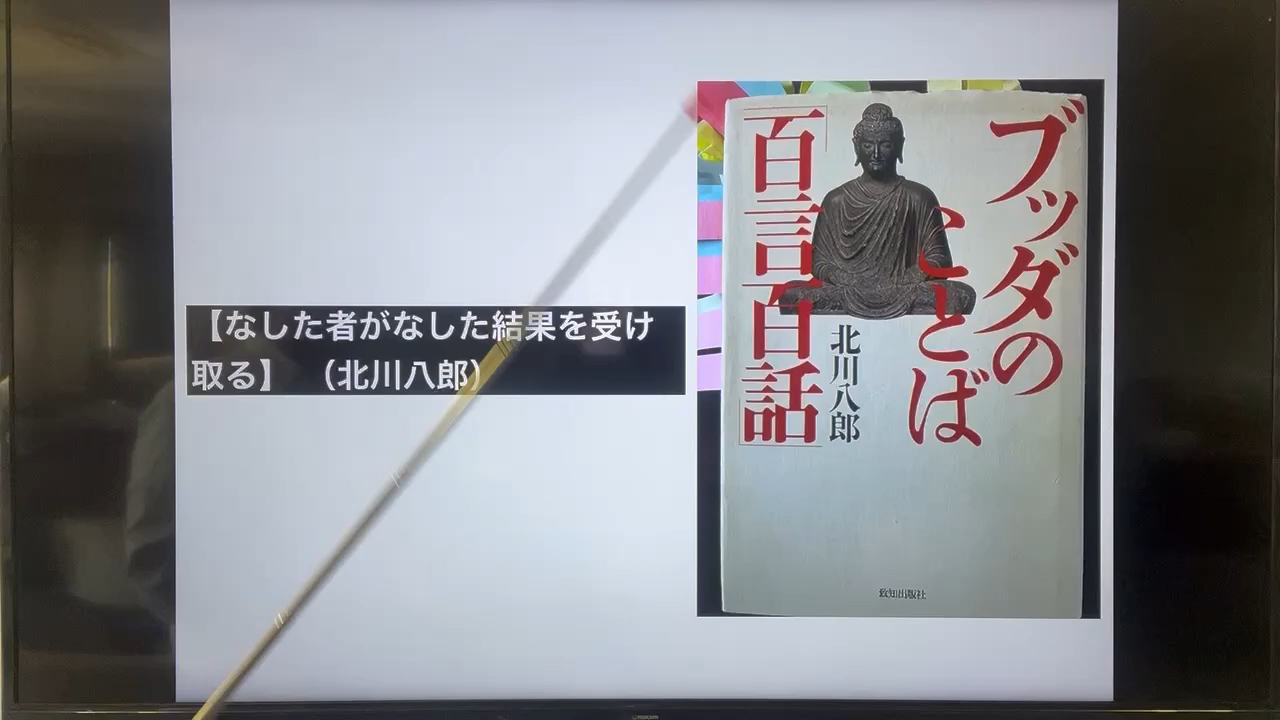 【なした者がなした結果を受け
取る】　（北川八郎）
ブッダの
ことば
「百言百話」
北川八郎
致知出版社